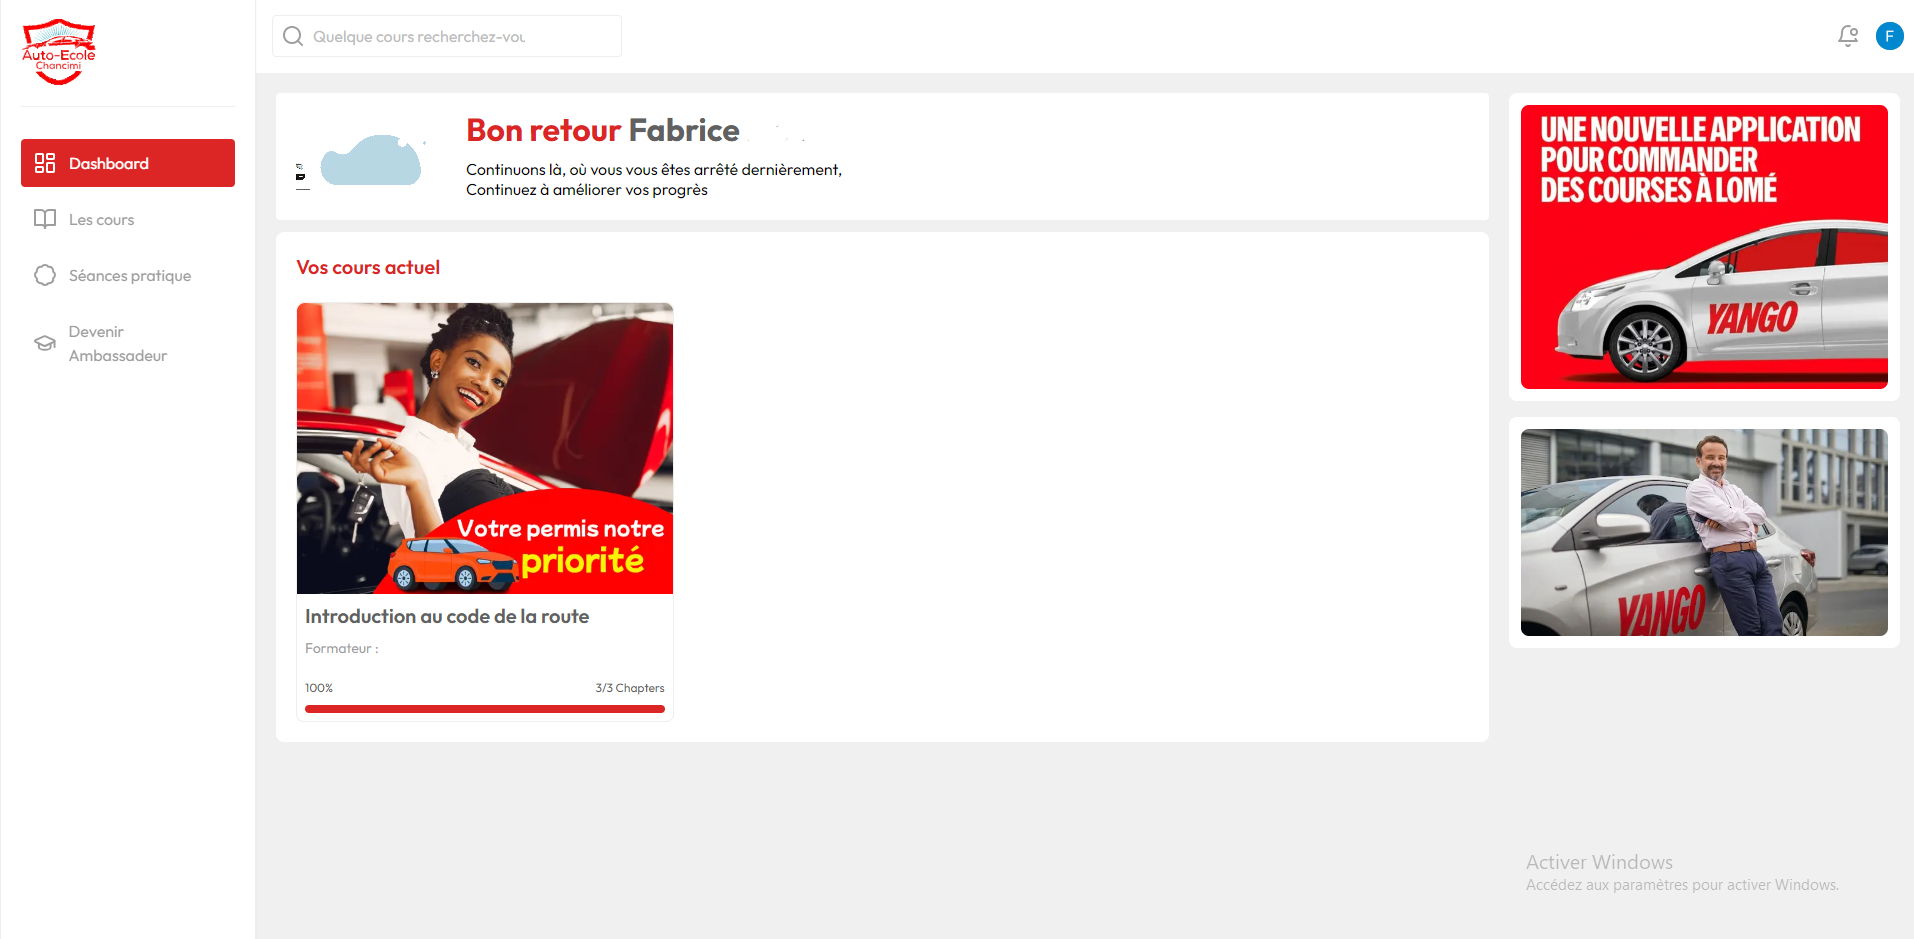 Auto-Ecole
Chancimi
Dashboard
Les cours
Séances pratique
Devenir
Ambassadeur
Quelque cours recherchez-vou
F
Bon retour Fabrice
Continuons là, où vous vous êtes arrêté dernièrement,
Continuez à améliorer vos progrès
Vos cours actuel
Votre permis notre
priorité
Introduction au code de la route
Formateur :
100%
3/3 Chapters
UNE NOUVELLE APPLICATION
POUR COMMANDER
DES COURSES À LOMÉ
YANGO
YANGO
Activer Windows
Accédez aux paramètres pour activer Windows.